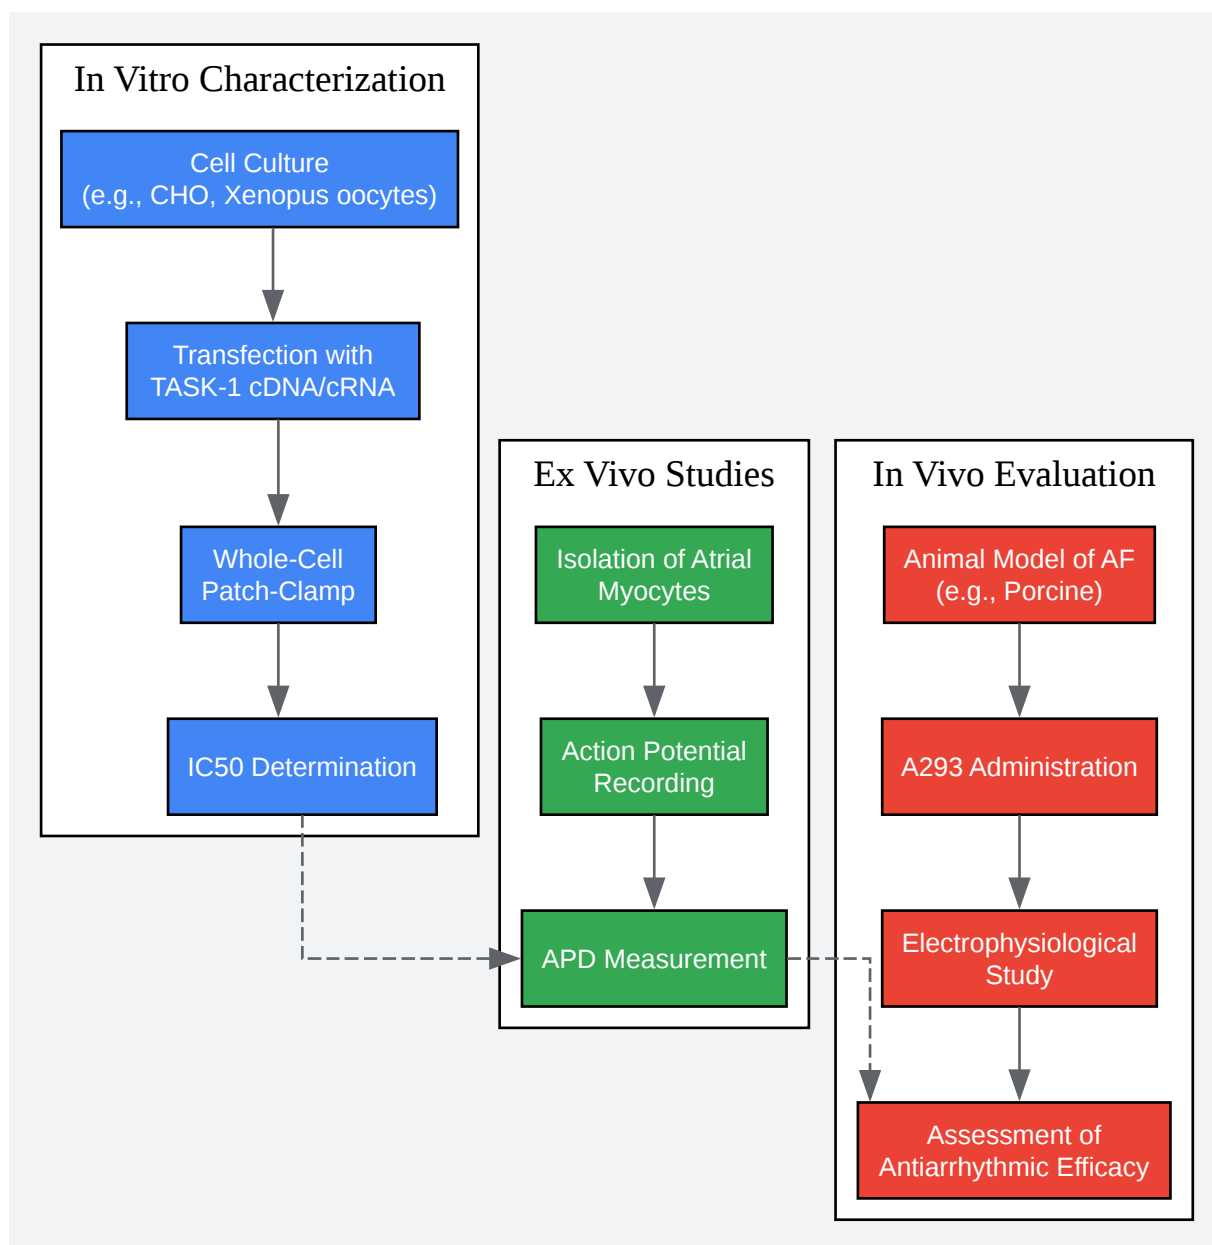 In Vitro Characterization
Cell Culture
(e.g., CHO, Xenopus oocytes)
Transfection with
TASK-1 cDNA/cRNA
Whole-Cell
Patch-Clamp
IC50 Determination
Ex Vivo Studies
Isolation of Atrial
Myocytes
Action Potential
Recording
APD Measurement
In Vivo Evaluation
Animal Model of AF
(e.g., Porcine)
A293 Administration
Electrophysiological
Study
Assessment of
Antiarrhythmic Efficacy